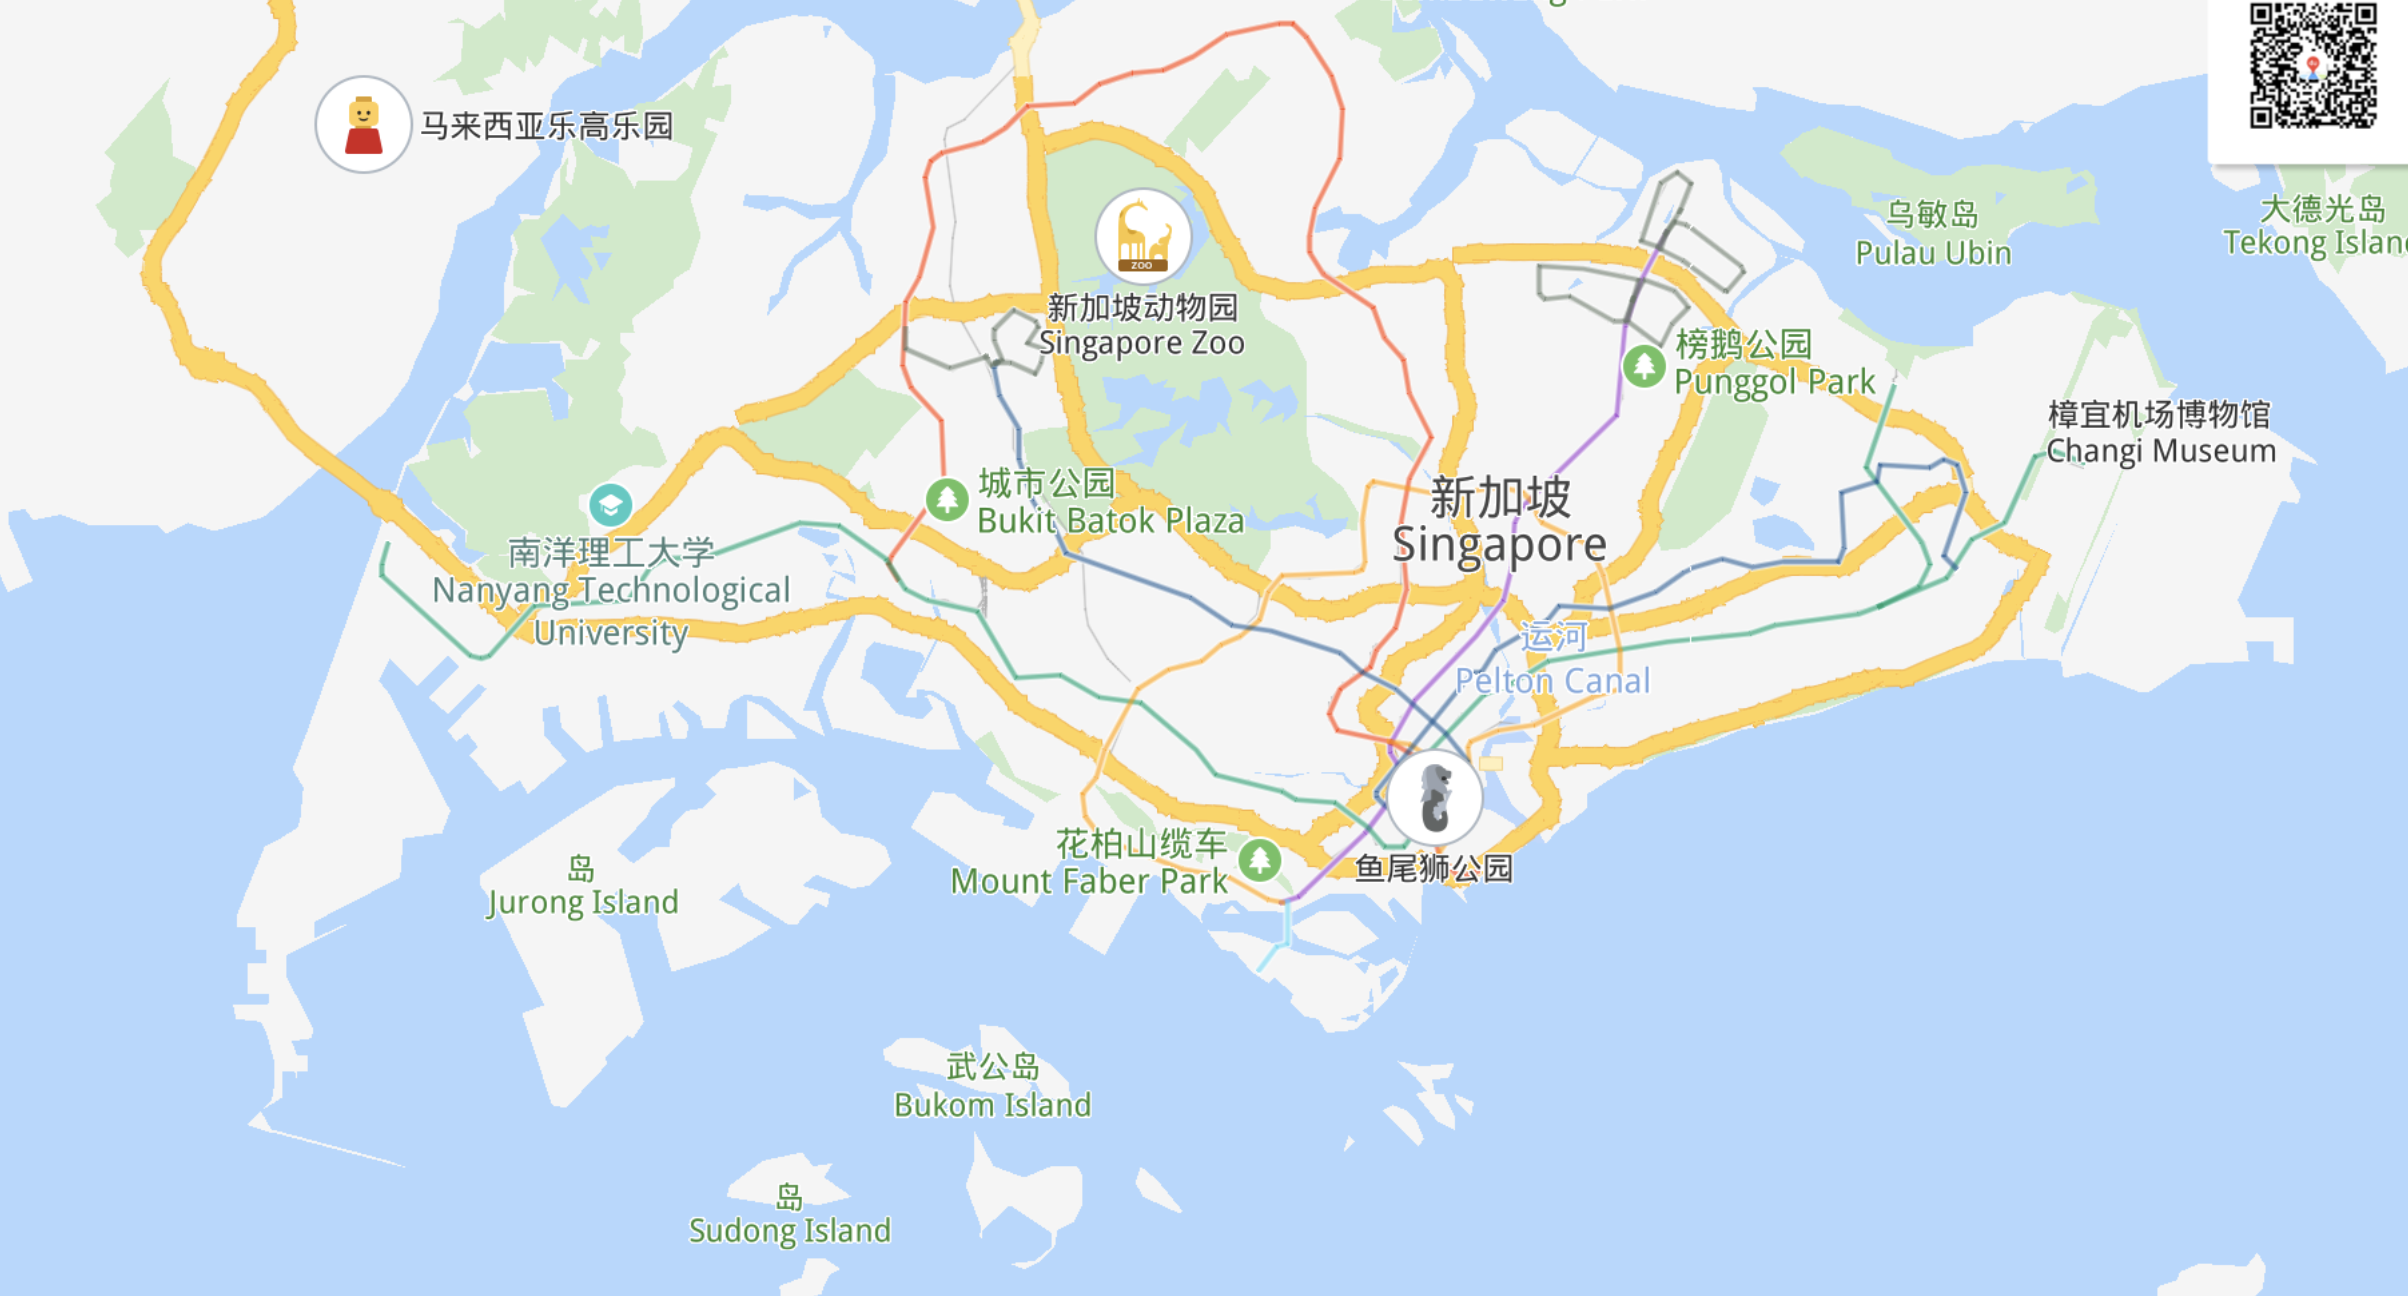 马来西亚乐高乐园
ZOO
新加坡动物园
Singapore Zoo
乌敏岛
Pulau Ubin
大德光岛
Tekong Islan
榜鹅公园
Punggol Park
樟宜机场博物馆
Changi Museum
城市公园
Bukit Batok Plaza
新加坡
Singapore
南洋理工大学
Nanyang Technological
University
运河
Pelton Canal
花柏山缆车
Mount Faber Park
鱼尾狮公园
岛
Jurong Island
武公岛
Bukom Island
岛
Sudong Island